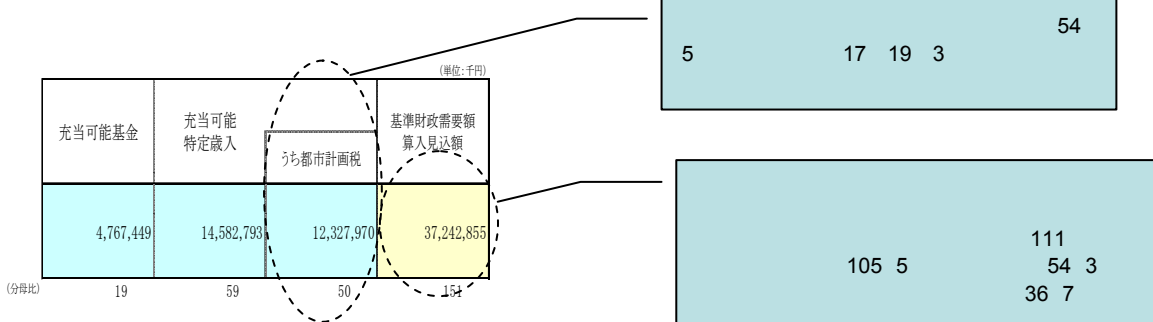 54
5 17 19 3
(単位:千円)
充当可能基金
充当可能
特定歳入
うち都市計画税
基準財政需要額
算入見込額
4,767,449 14,582,793 12,327,970 37,242,855
(分母比) 19 59 50 151
111
105 5 54 3
36 7